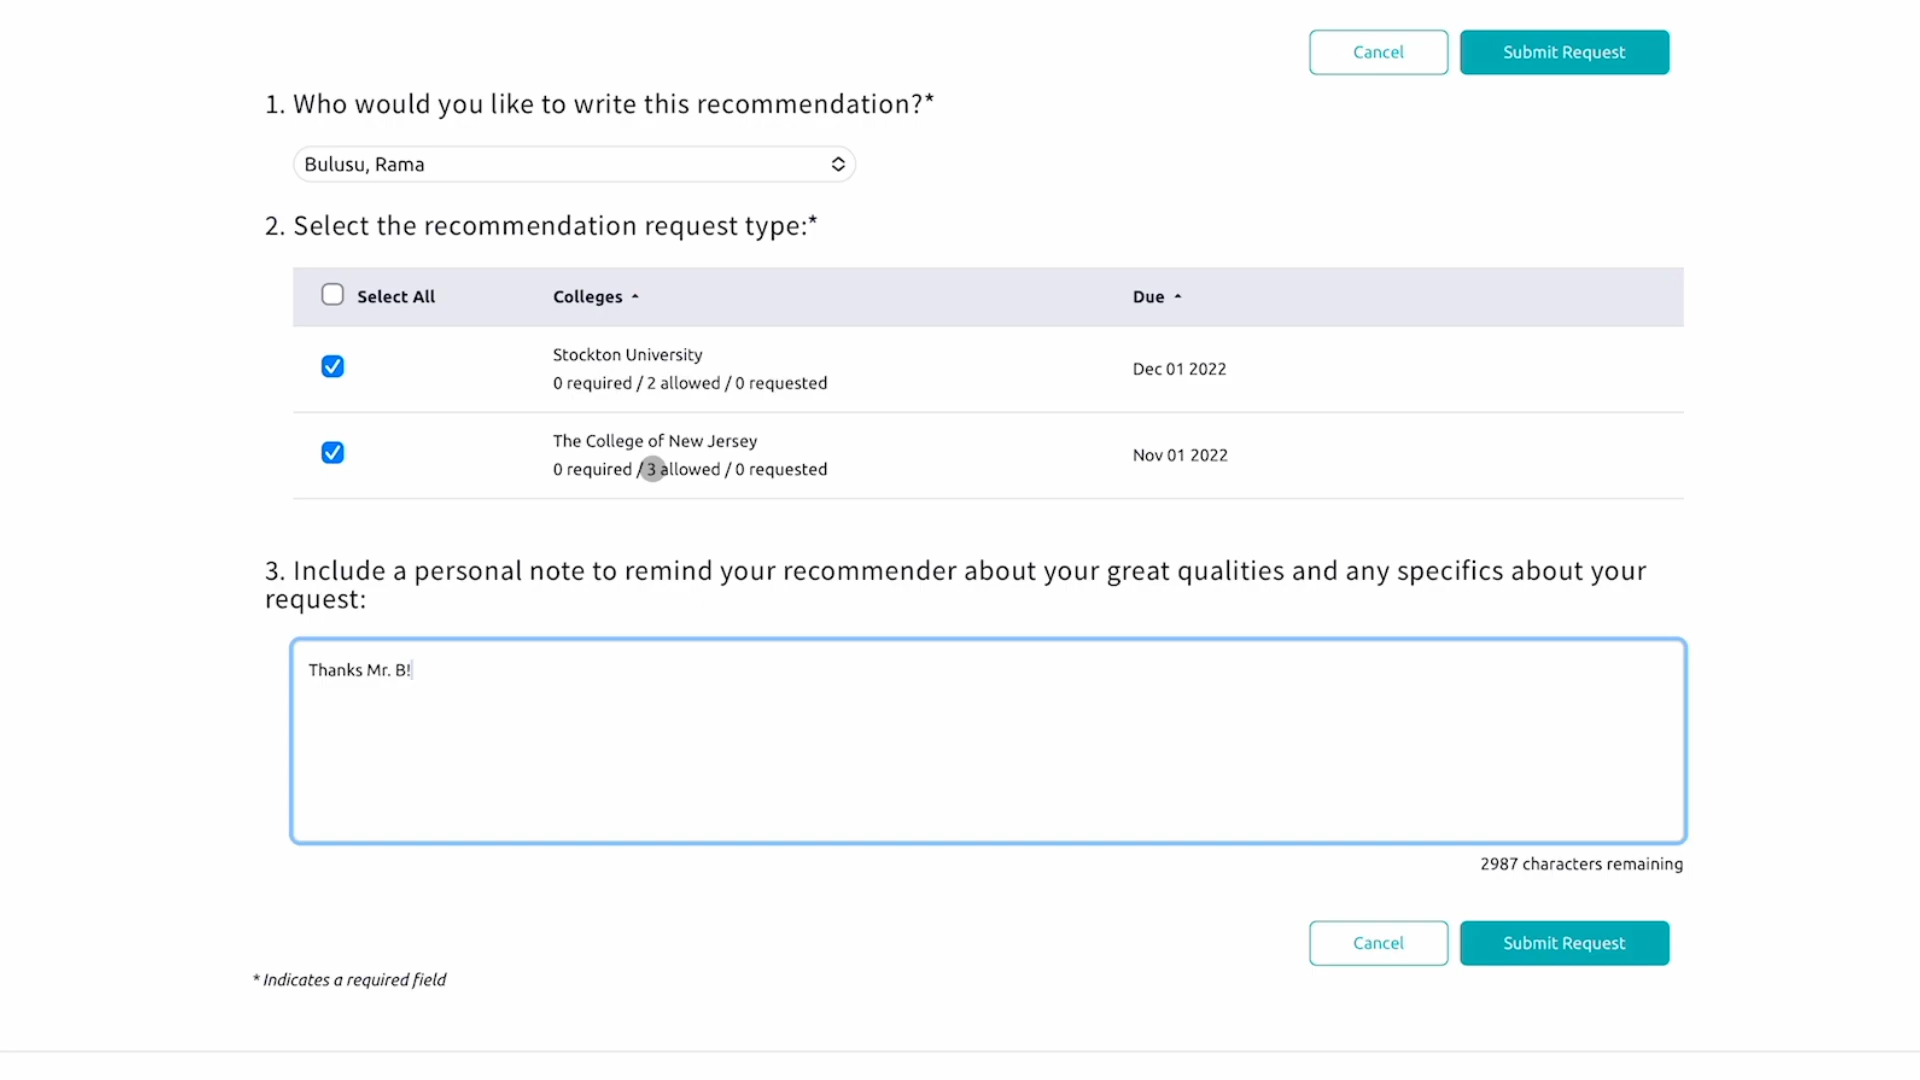 Cancel
Submit Request
1. Who would you like to write this recommendation?*
Bulusu, Rama
2. Select the recommendation request type:*
Select All
Colleges
Due
Stockton University
0 required / 2 allowed / 0 requested
Dec 01 2022
The College of New Jersey
0 required / 3 allowed / 0 requested
Nov 01 2022
3. Include a personal note to remind your recommender about your great qualities and any specifics about your
request:
Thanks Mr. B!
2987 characters remaining
Cancel
Submit Request
* Indicates a required field